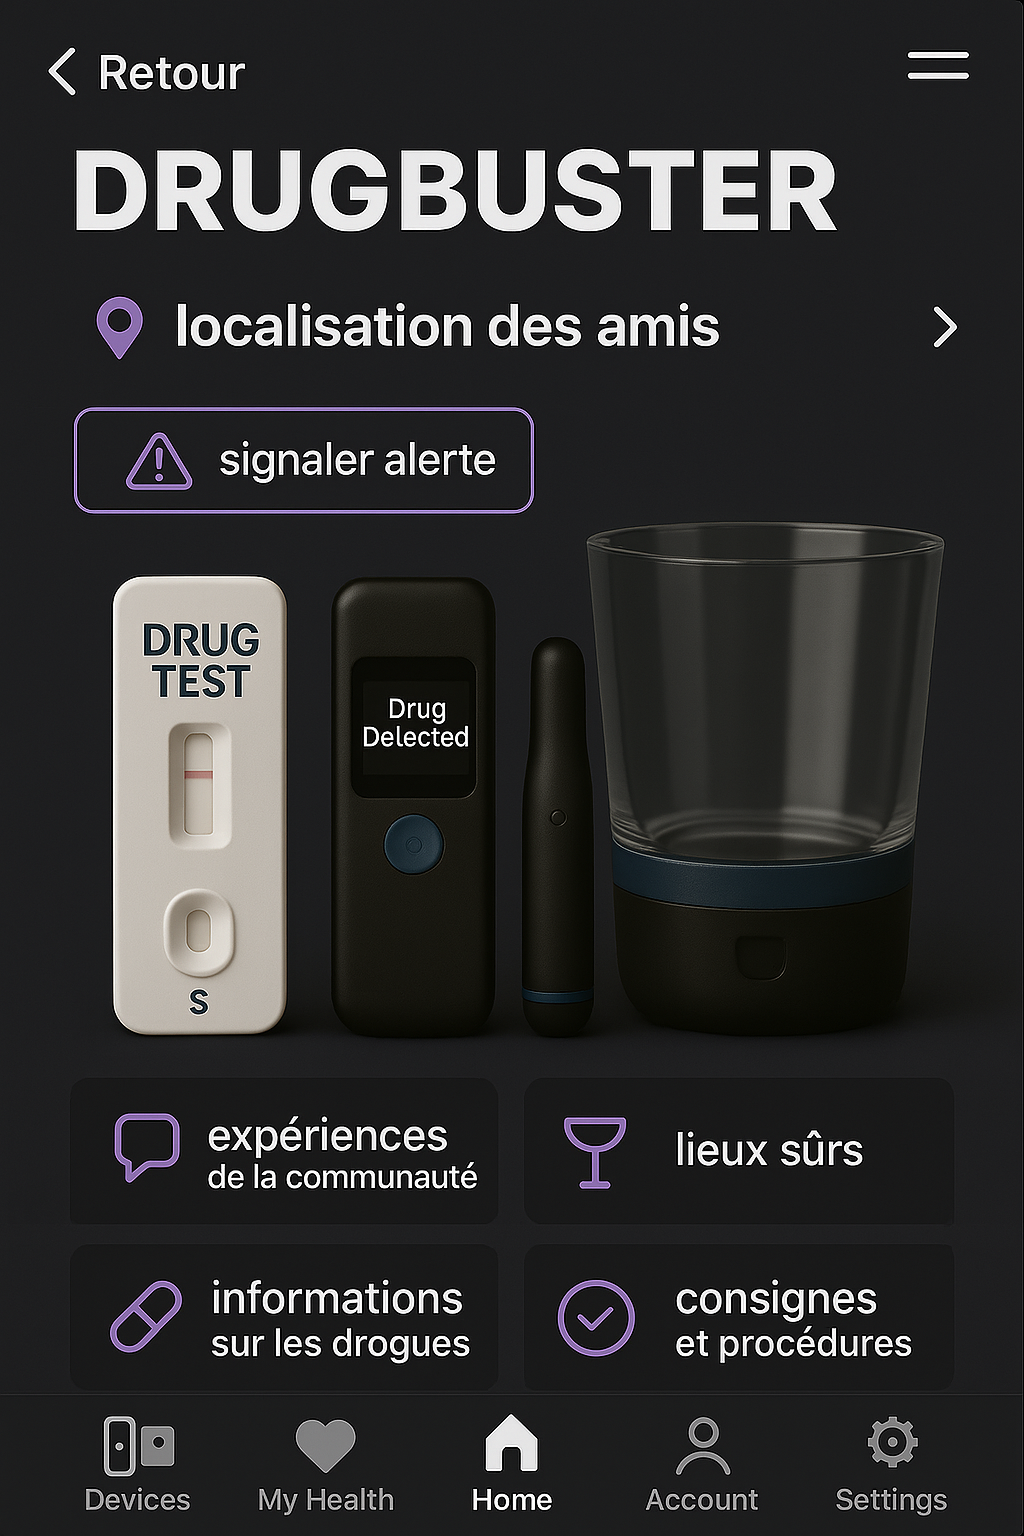 Retour
DRUGBUSTER
localisation des amis
signaler alerte
DRUG
TEST
S
Drug
Delected
expériences
de la communauté
lieux sûrs
informations
sur les drogues
consignes
et procédures
Devices
My Health
Home
Account
Settings